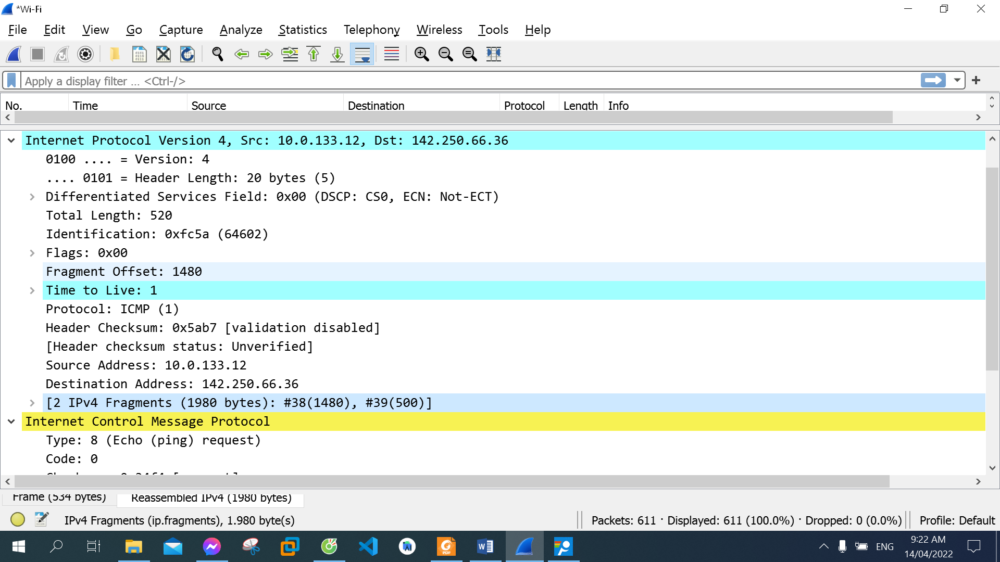 *Wi-Fi
File Edit View Go Capture Analyze Statistics Telephony Wireless Tools Help
Apply a display filter ... <Ctrl-/>
No. Time Source Destination Protocol Length Info
Internet Protocol Version 4, Src: 10.0.133.12, Dst: 142.250.66.36
0100 .... = Version: 4
.... 0101 = Header Length: 20 bytes (5)
Differentiated Services Field: 0x00 (DSCP: CS0, ECN: Not-ECT)
Total Length: 520
Identification: 0xfc5a (64602)
Flags: 0x00
Fragment Offset: 1480
Time to Live: 1
Protocol: ICMP (1)
Header Checksum: 0x5ab7 [validation disabled]
[Header checksum status: Unverified]
Source Address: 10.0.133.12
Destination Address: 142.250.66.36
[2 IPv4 Fragments (1980 bytes): #38(1480), #39(500)]
Internet Control Message Protocol
Type: 8 (Echo (ping) request)
Code: 0
Frame (534 bytes) Reassembled IPv4 (1980 bytes)
IPv4 Fragments (ip.fragments), 1.980 byte(s)
Packets: 611 · Displayed: 611 (100.0%) · Dropped: 0 (0.0%)
Profile: Default
ENG
9:22 AM
14/04/2022